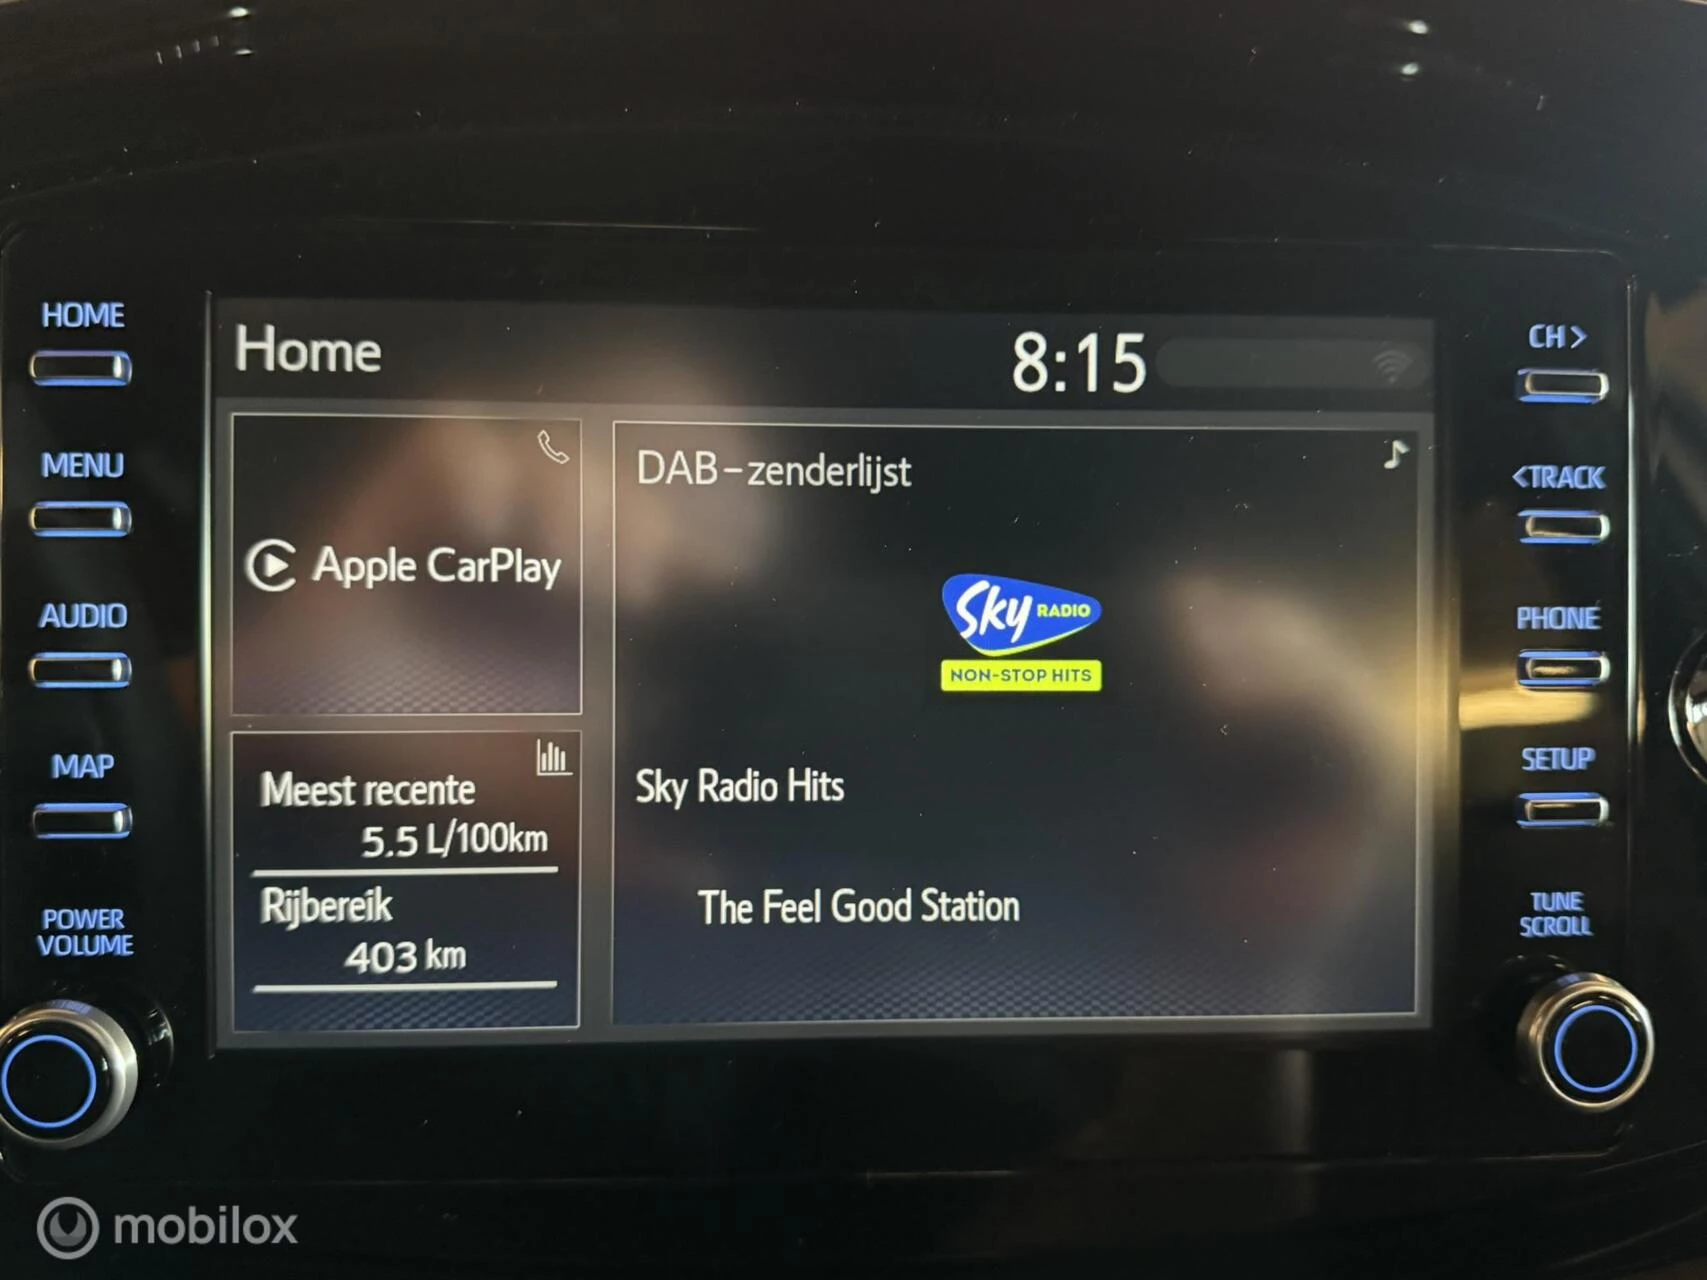 HOME
MENU
AUDIO
MAP
POWER
VOLUME
Home
8:15
Apple CarPlay
Meest recente
5.5 L/100km
Rijbereik
403 km
DAB-zenderlijst
Sky RADIO
NON-STOP HITS
Sky Radio Hits
The Feel Good Station
CH>
<TRACK
PHONE
SETUP
TUNE
SCROLL
mobilox